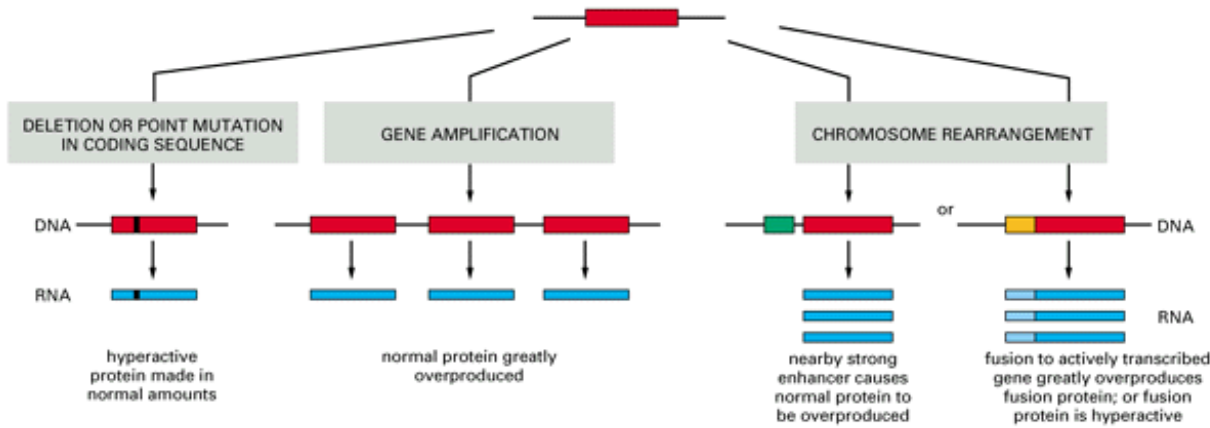 DELETION OR POINT MUTATION
IN CODING SEQUENCE
GENE AMPLIFICATION
CHROMOSOME REARRANGEMENT
DNA
or
DNA
RNA
RNA
hyperactive
protein made in
normal amounts
normal protein greatly
overproduced
nearby strong
enhancer causes
normal protein to
be overproduced
fusion to actively transcribed
gene greatly overproduces
fusion protein; or fusion
protein is hyperactive